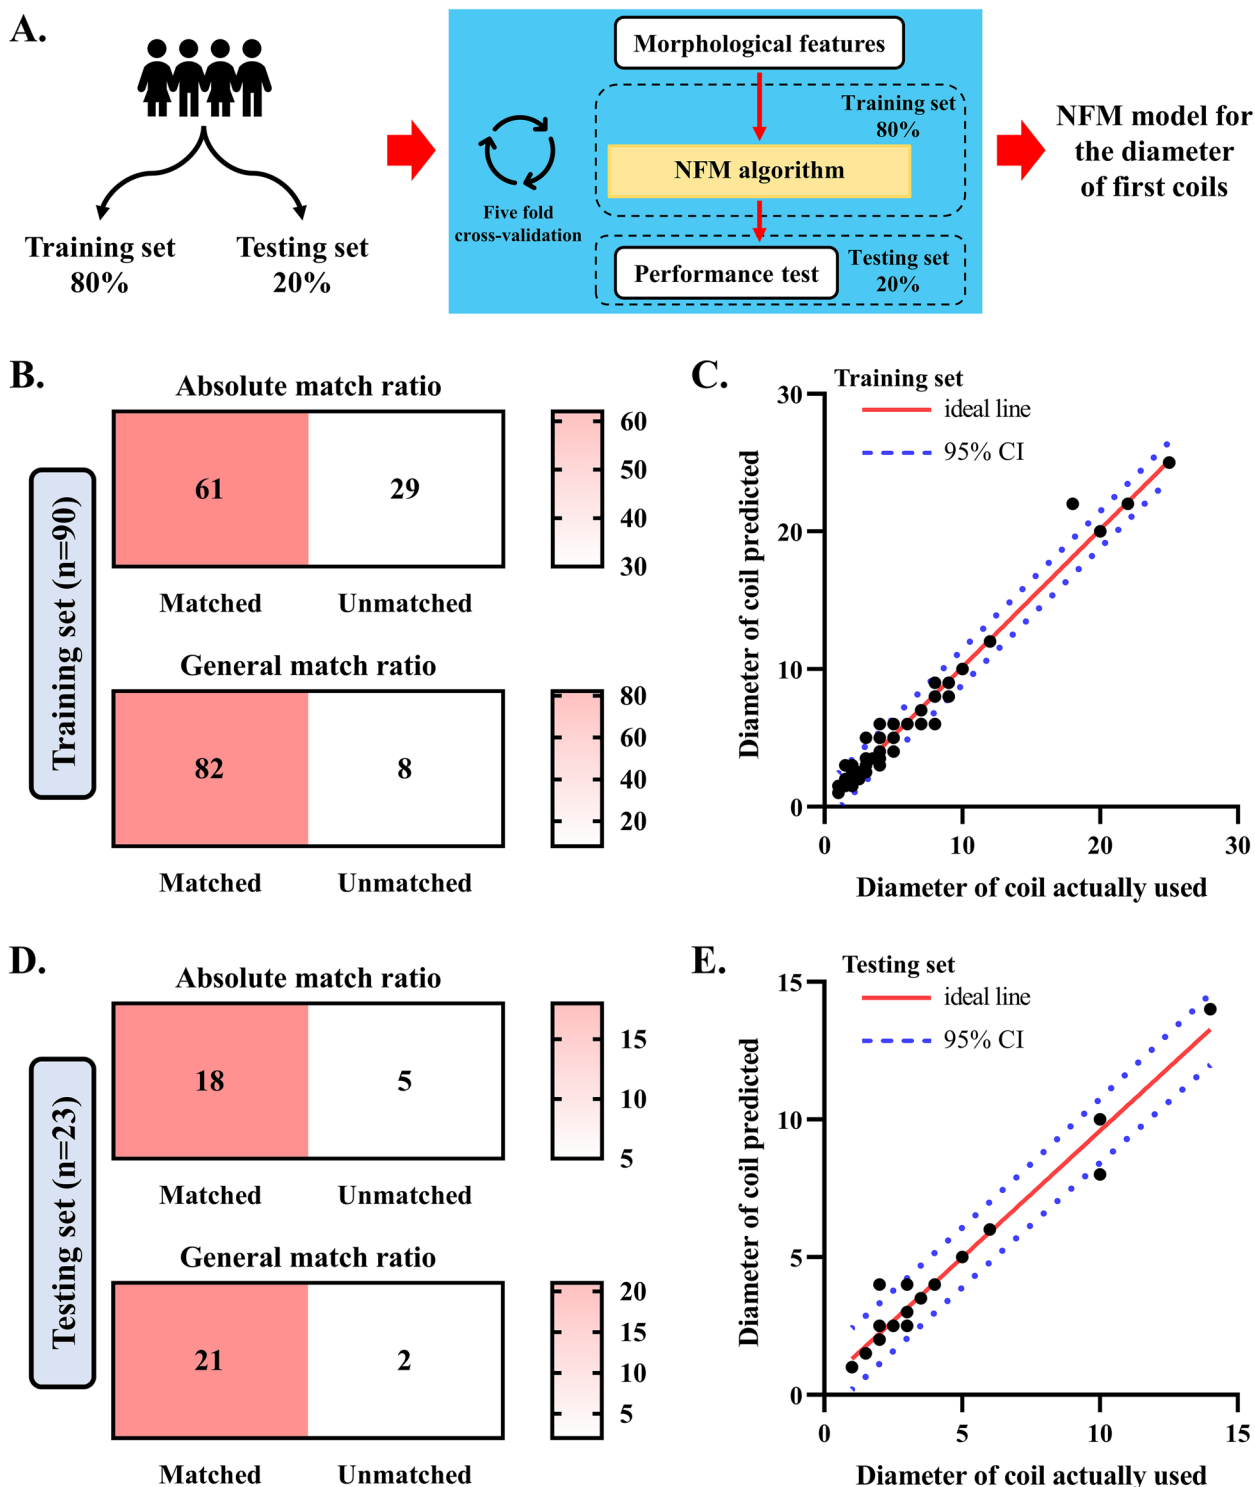 A.
Training set
80%
Testing set
20%
Morphological features
Training set
80%
NFM algorithm
Five fold
cross-validation
Performance test
Testing set
20%
NFM model for
the diameter
of first coils
B.
Training set (n=90)
Absolute match ratio
61
29
Matched
Unmatched
60
50
40
30
General match ratio
82
8
Matched
Unmatched
80
60
40
20
C.
Training set
ideal line
95% CI
Diameter of coil predicted
30
20
10
0
0
10
20
30
Diameter of coil actually used
D.
Testing set (n=23)
Absolute match ratio
18
5
Matched
Unmatched
15
10
5
General match ratio
21
2
Matched
Unmatched
20
15
10
5
E.
Testing set
ideal line
95% CI
Diameter of coil predicted
15
10
5
0
0
5
10
15
Diameter of coil actually used